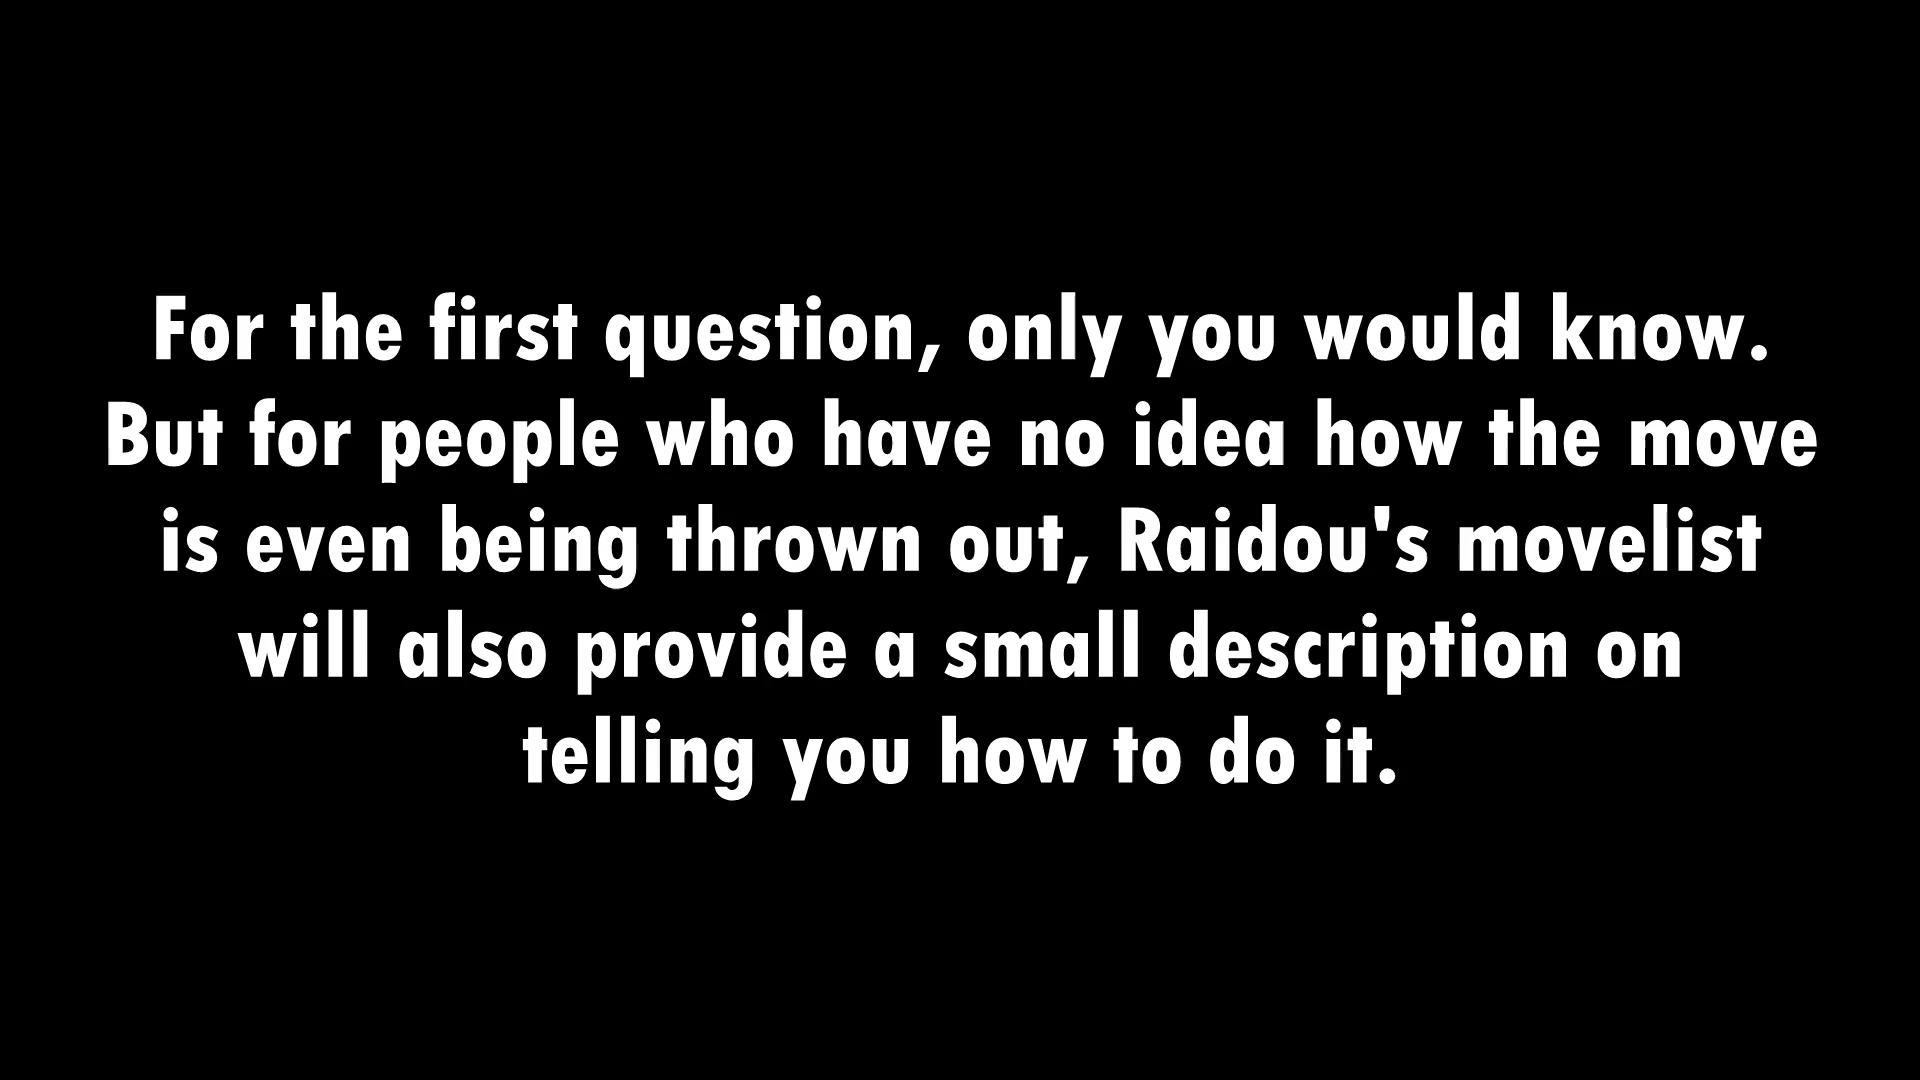 For the first question, only you would know.
But for people who have no idea how the move
is even being thrown out, Raidou's movelist
will also provide a small description on
telling you how to do it.